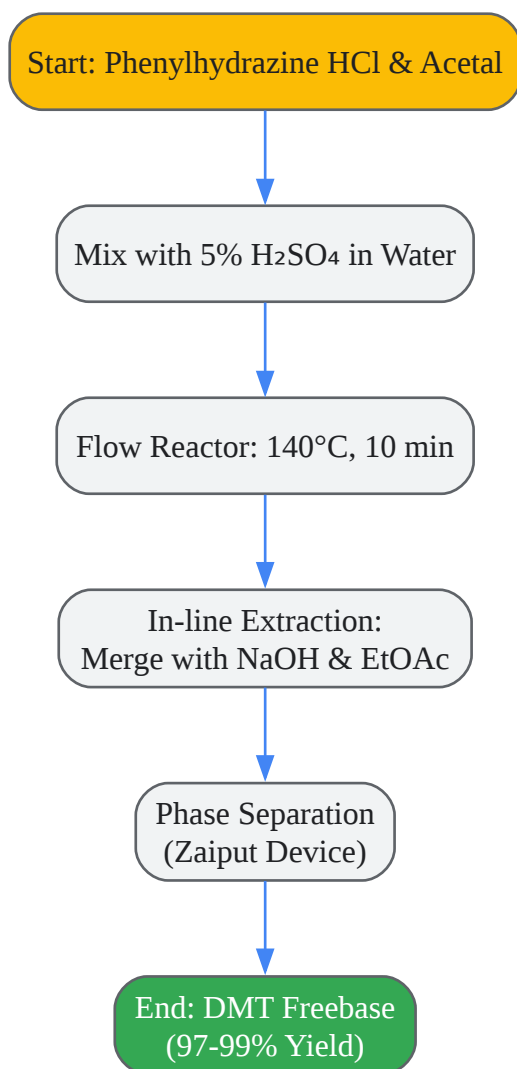 Start: Phenylhydrazine HCl & Acetal
Mix with 5% H₂SO₄ in Water
Flow Reactor: 140°C, 10 min
In-line Extraction:
Merge with NaOH & EtOAc
Phase Separation
(Zaiput Device)
End: DMT Freebase
(97-99% Yield)